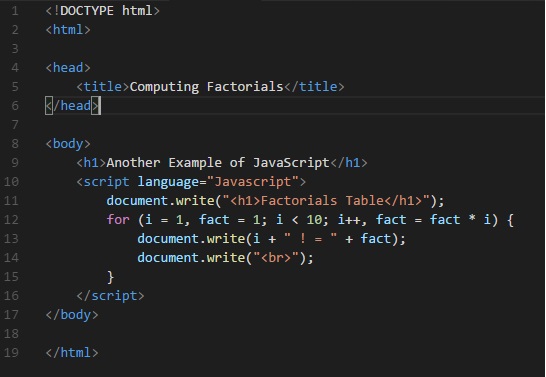 1 <!DOCTYPE html>
2 <html>
3
4 <head>
5     <title>Computing Factorials</title>
6 </head>
7
8 <body>
9     <h1>Another Example of JavaScript</h1>
10     <script language="Javascript">
11         document.write("<h1>Factorials Table</h1>");
12         for (i = 1, fact = 1; i < 10; i++, fact = fact * i) {
13             document.write(i + " ! = " + fact);
14             document.write("<br>");
15         }
16     </script>
17 </body>
18
19 </html>